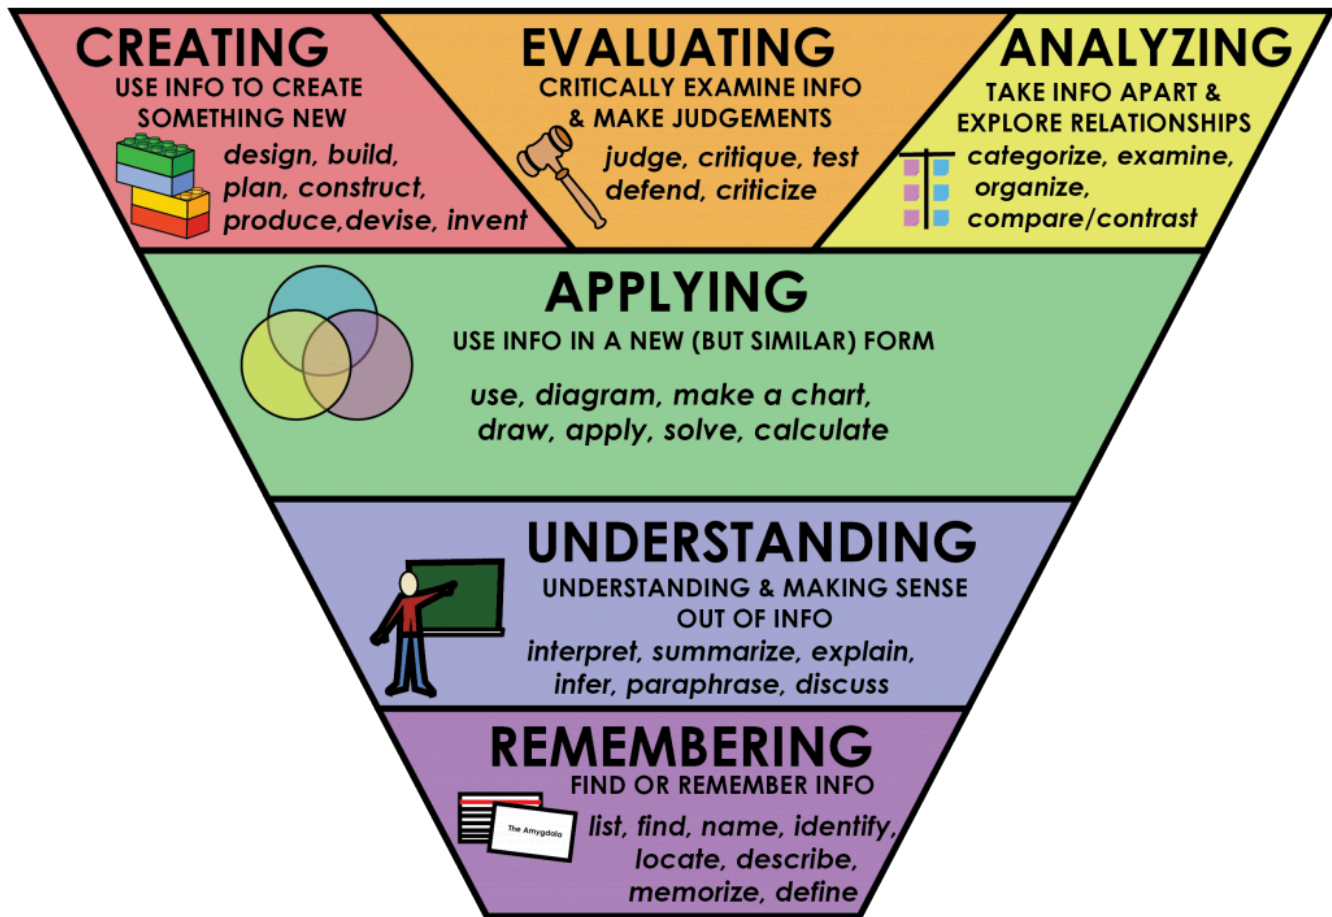 CREATING
USE INFO TO CREATE
SOMETHING NEW
design, build,
plan, construct,
produce,devise, invent
EVALUATING
CRITICALLY EXAMINE INFO
& MAKE JUDGEMENTS
judge, critique, test
defend, criticize
ANALYZING
TAKE INFO APART &
EXPLORE RELATIONSHIPS
categorize, examine,
organize,
compare/contrast
APPLYING
USE INFO IN A NEW (BUT SIMILAR) FORM
use, diagram, make a chart,
draw, apply, solve, calculate
UNDERSTANDING
UNDERSTANDING & MAKING SENSE
OUT OF INFO
interpret, summarize, explain,
infer, paraphrase, discuss
REMEMBERING
FIND OR REMEMBER INFO
The Amygdala
list, find, name, identify,
locate, describe,
memorize, define